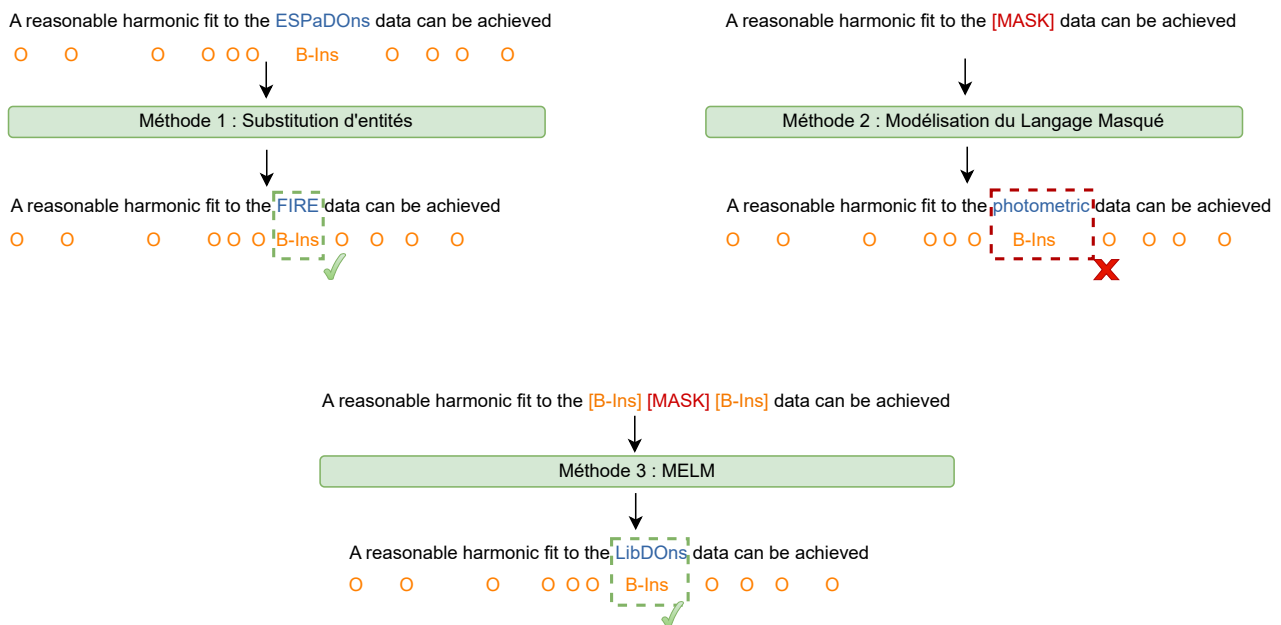 A reasonable harmonic fit to the ESPaDOns data can be achieved
O O O O O O B-Ins O O O O
Méthode 1 : Substitution d'entités
A reasonable harmonic fit to the FIRE data can be achieved
O O O O O O B-Ins O O O O
A reasonable harmonic fit to the [MASK] data can be achieved
Méthode 2 : Modélisation du Langage Masqué
A reasonable harmonic fit to the photometric data can be achieved
O O O O O O B-Ins O O O O
A reasonable harmonic fit to the [B-Ins] [MASK] [B-Ins] data can be achieved
Méthode 3 : MELM
A reasonable harmonic fit to the LibDOns data can be achieved
O O O O O O B-Ins O O O O